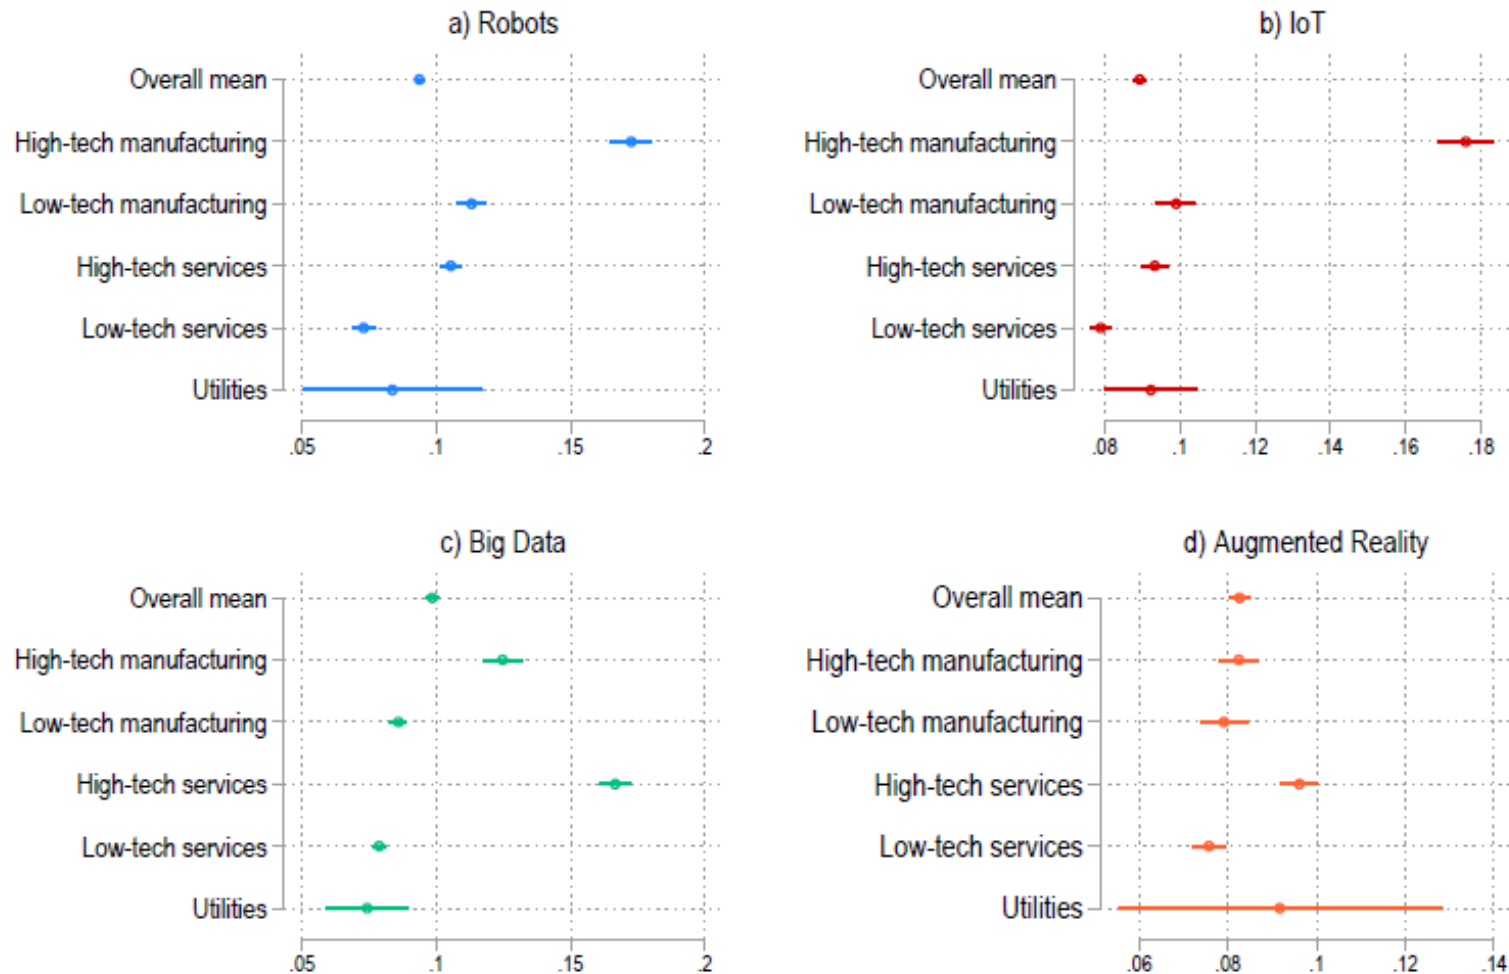 a) Robots
Overall mean
High-tech manufacturing
Low-tech manufacturing
High-tech services
Low-tech services
Utilities
.05 .1 .15 .2
b) IoT
Overall mean
High-tech manufacturing
Low-tech manufacturing
High-tech services
Low-tech services
Utilities
.08 .1 .12 .14 .16 .18
c) Big Data
Overall mean
High-tech manufacturing
Low-tech manufacturing
High-tech services
Low-tech services
Utilities
.05 .1 .15 .2
d) Augmented Reality
Overall mean
High-tech manufacturing
Low-tech manufacturing
High-tech services
Low-tech services
Utilities
.06 .08 .1 .12 .14